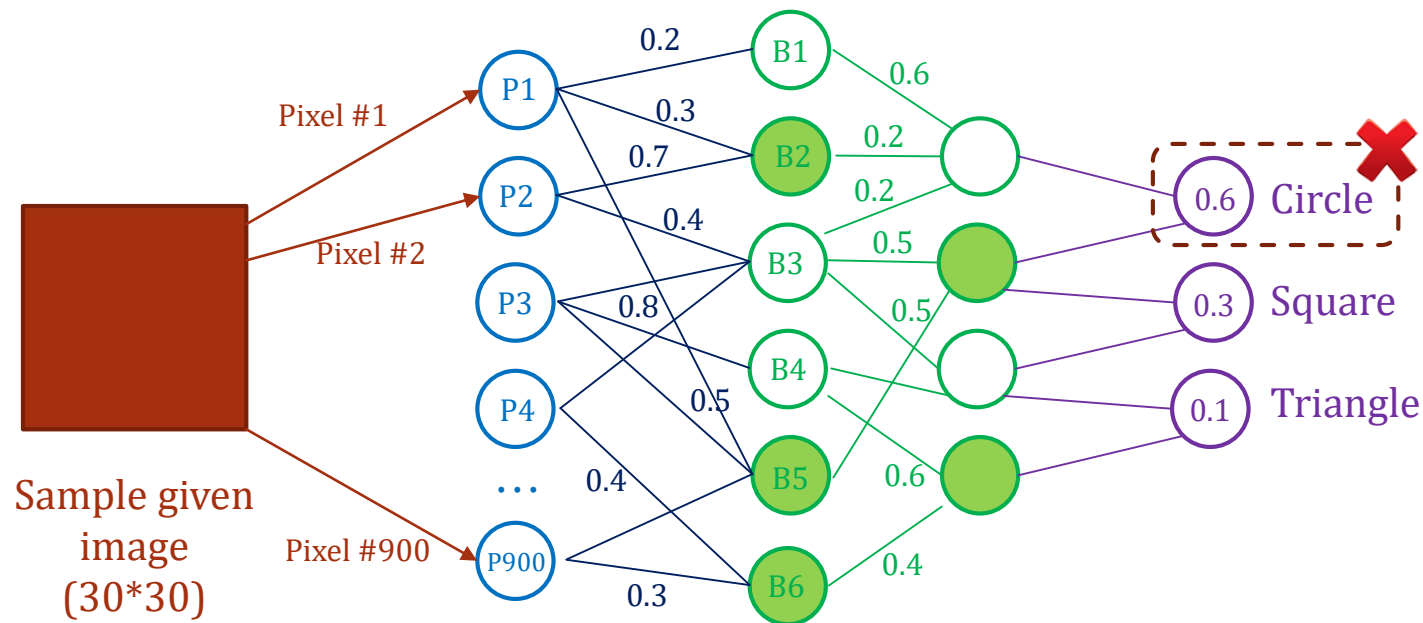 Pixel #1
Pixel #2
Pixel #900
Sample given
image
(30*30)
P1
P2
P3
P4
...
P900
0.2
0.3
0.7
0.4
0.8
0.5
0.4
0.3
B1
B2
B3
B4
B5
B6
0.6
0.2
0.2
0.5
0.5
0.6
0.4
0.6 Circle
0.3 Square
0.1 Triangle